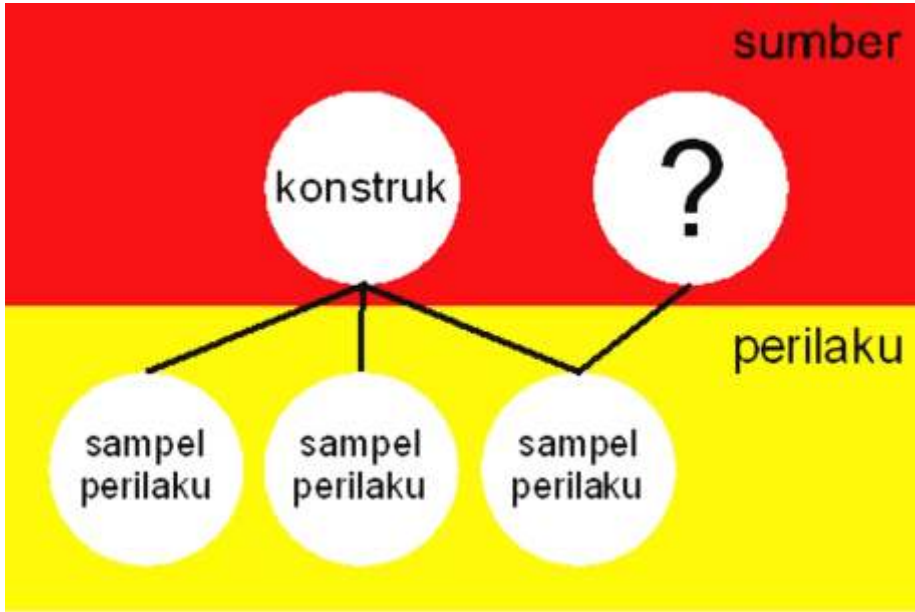 sumber
konstruk
?
perilaku
sampel
perilaku
sampel
perilaku
sampel
perilaku